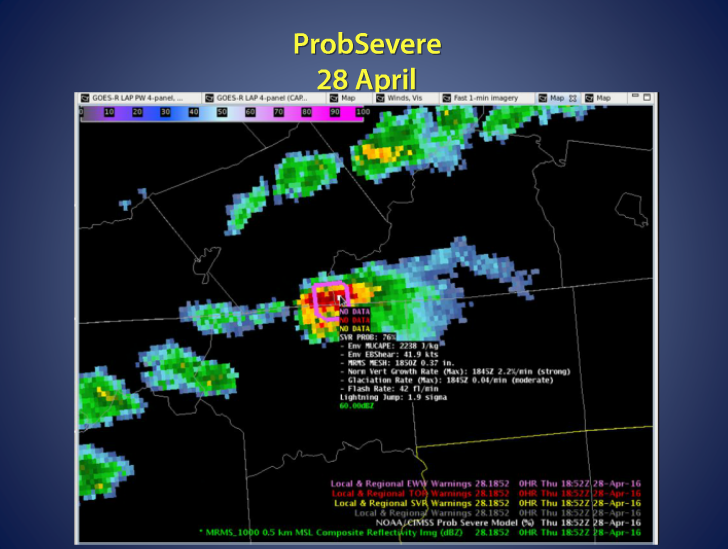 ProbSevere
28 April
GOES-R LAP PW 4-panel, ... GOES-R LAP 4-panel (CAP... Map Winds, Vis Fast 1-min imagery Map Map
0 10 20 30 40 50 60 70 80 90 100
NO DATA
NO DATA
NO DATA
SVR PROB: 76%
- Env MUCAPE: 2238 J/kg
- Env EBShear: 41.9 kts
- MRMS MESH: 1850Z 0.37 in.
- Norm Vert Growth Rate (Max): 1845Z 2.2%/min (strong)
- Glaciation Rate (Max): 1845Z 0.04/min (moderate)
- Flash Rate: 42 fl/min
Lightning Jump: 1.9 sigma
60.00dBZ
Local & Regional EWW Warnings 28.1852 0HR Thu 18:52Z 28-Apr-16
Local & Regional TOR Warnings 28.1852 0HR Thu 18:52Z 28-Apr-16
Local & Regional SVR Warnings 28.1852 0HR Thu 18:52Z 28-Apr-16
Local & Regional Warnings 28.1852 0HR Thu 18:52Z 28-Apr-16
NOAA/CIMSS Prob Severe Model (%) Thu 18:52Z 28-Apr-16
* MRMS_1000 0.5 km MSL Composite Reflectivity Img (dBZ) Thu 18:52Z 28-Apr-16